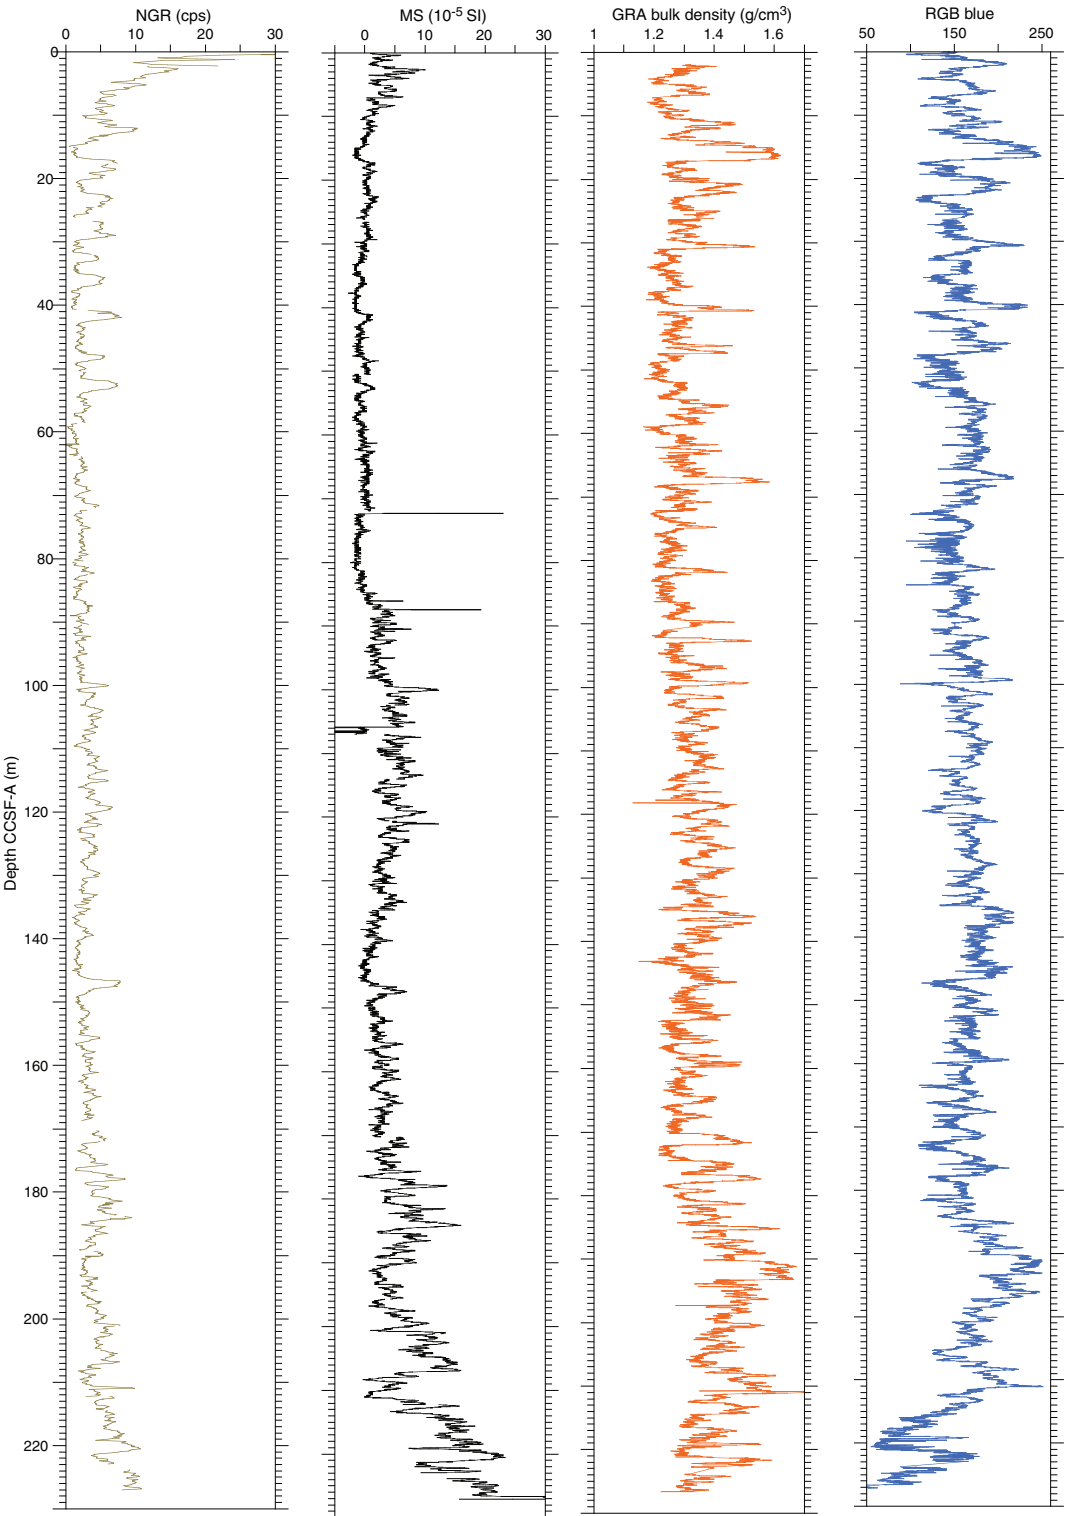 NGR (cps)
MS (10-5 SI)
GRA bulk density (g/cm3)
RGB blue
0 10 20 30
0 10 20 30
1 1.2 1.4 1.6
50 150 250
0
20
40
60
80
100
120
140
160
180
200
220
Depth CCSF-A (m)